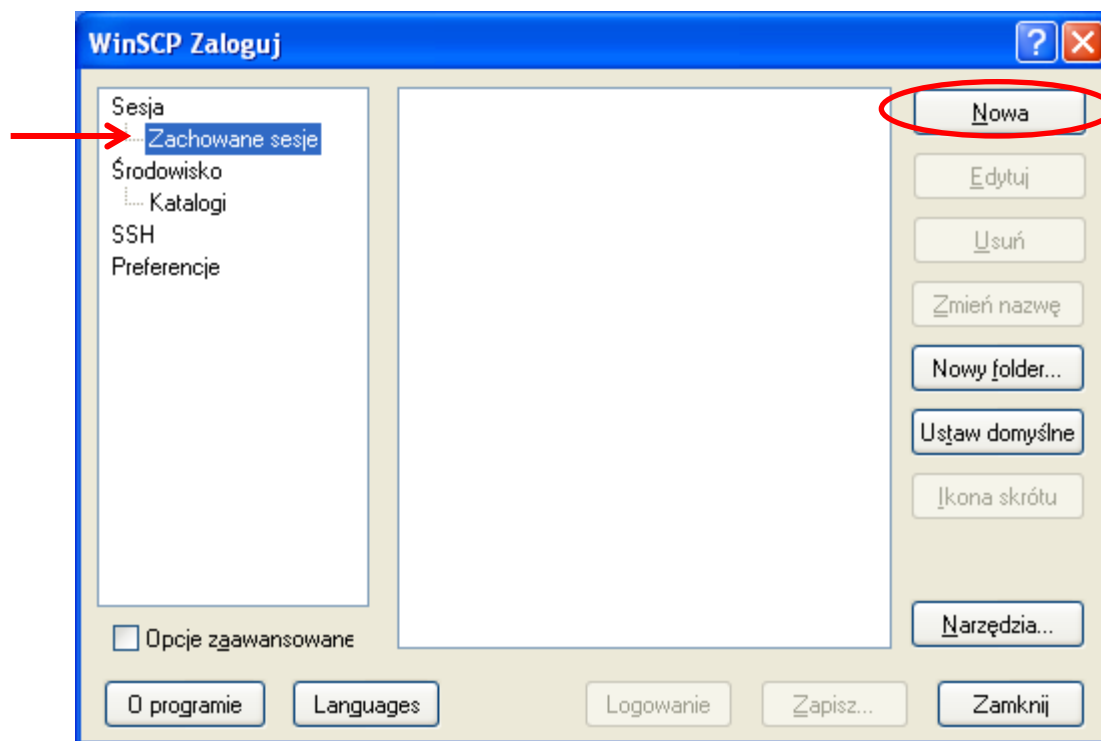 WinSCP Zaloguj
Sesja
Zachowane sesje
Środowisko
Katalogi
SSH
Preferencje
Opcje zaawansowane
Nowa
Edytuj
Usuń
Zmień nazwę
Nowy folder...
Ustaw domyślne
Ikona skrótu
Narzędzia...
O programie
Languages
Logowanie
Zapisz...
Zamknij